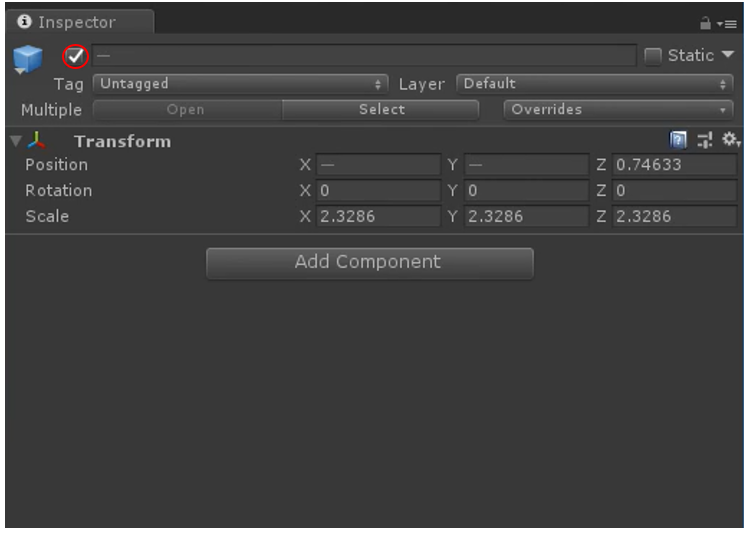 Inspector
—
Static
Tag Untagged Layer Default
Multiple Open Select Overrides
Transform
Position X — Y — Z 0.74633
Rotation X 0 Y 0 Z 0
Scale X 2.3286 Y 2.3286 Z 2.3286
Add Component